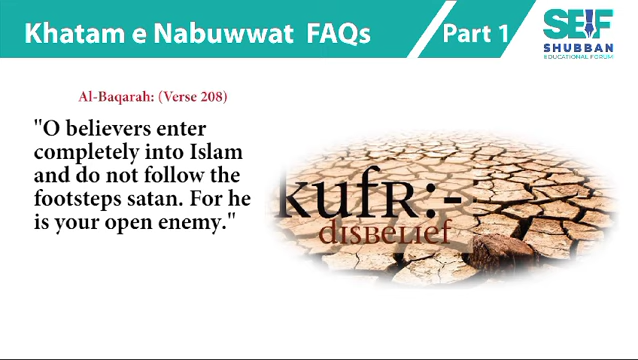 Khatam e Nabuwwat FAQs
Part 1
SEIF
SHUBBAN
EDUCATIONAL FORUM
Al-Baqarah: (Verse 208)
"O believers enter
completely into Islam
and do not follow the
footsteps satan. For he
is your open enemy."
kufr:-
disbelief